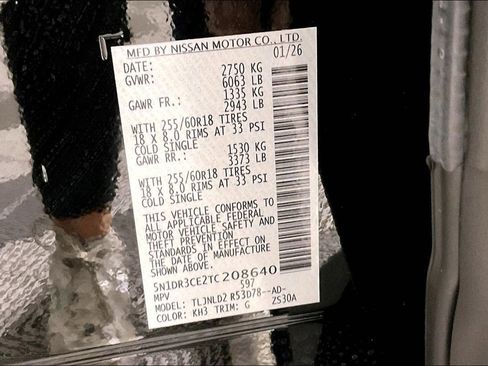 MFD BY NISSAN MOTOR CO., LTD.
DATE: 01/26
GVWR: 2750 KG
6063 LB
GAWR FR.: 1335 KG
2943 LB
WITH 255/60R18 TIRES
18 X 8.0 RIMS AT 33 PSI
COLD SINGLE
GAWR RR.: 1530 KG
3373 LB
WITH 255/60R18 TIRES
18 X 8.0 RIMS AT 33 PSI
COLD SINGLE
THIS VEHICLE CONFORMS TO
ALL APPLICABLE FEDERAL
MOTOR VEHICLE SAFETY AND
THEFT PREVENTION
STANDARDS IN EFFECT ON
THE DATE OF MANUFACTURE
SHOWN ABOVE.
5N1DR3CE2TC208640
MPV 597
MODEL: TLJNLD2 R53D78--AD-
COLOR: KH3 TRIM: G ZS30A